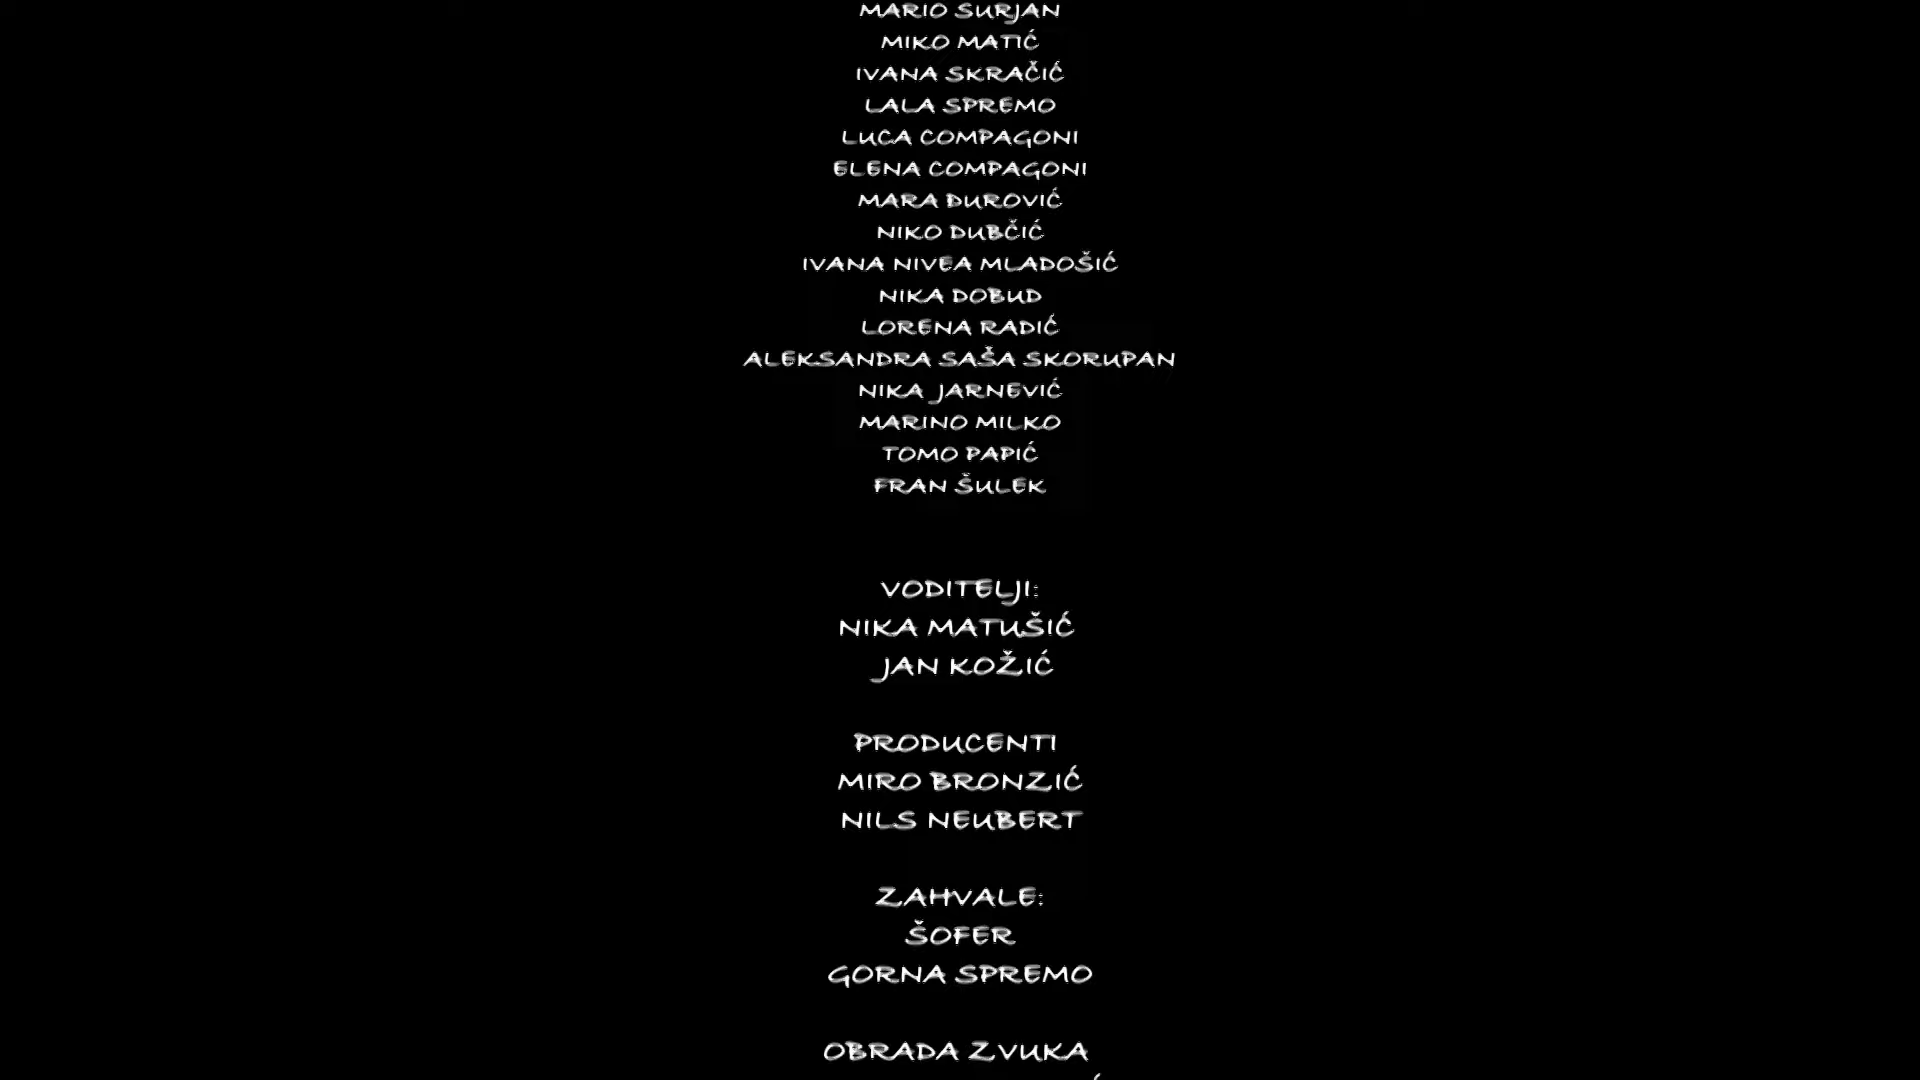 MARIO SURJAN
MIKO MATIĆ
IVANA SKRAČIĆ
LALA SPREMO
LUCA COMPAGONI
ELENA COMPAGONI
MARA ĐUROVIĆ
NIKO DUBČIĆ
IVANA NIVEA MLADOŠIĆ
NIKA DOBUD
LORENA RADIĆ
ALEKSANDRA SAŠA SKORUPAN
NIKA JARNEVIĆ
MARINO MILKO
TOMO PAPIĆ
FRAN ŠULEK
VODITELJI:
NIKA MATUŠIĆ
JAN KOŽIĆ
PRODUCENTI
MIRO BRONZIĆ
NILS NEUBERT
ZAHVALE:
ŠOFER
GORNA SPREMO
OBRADA ZVUKA